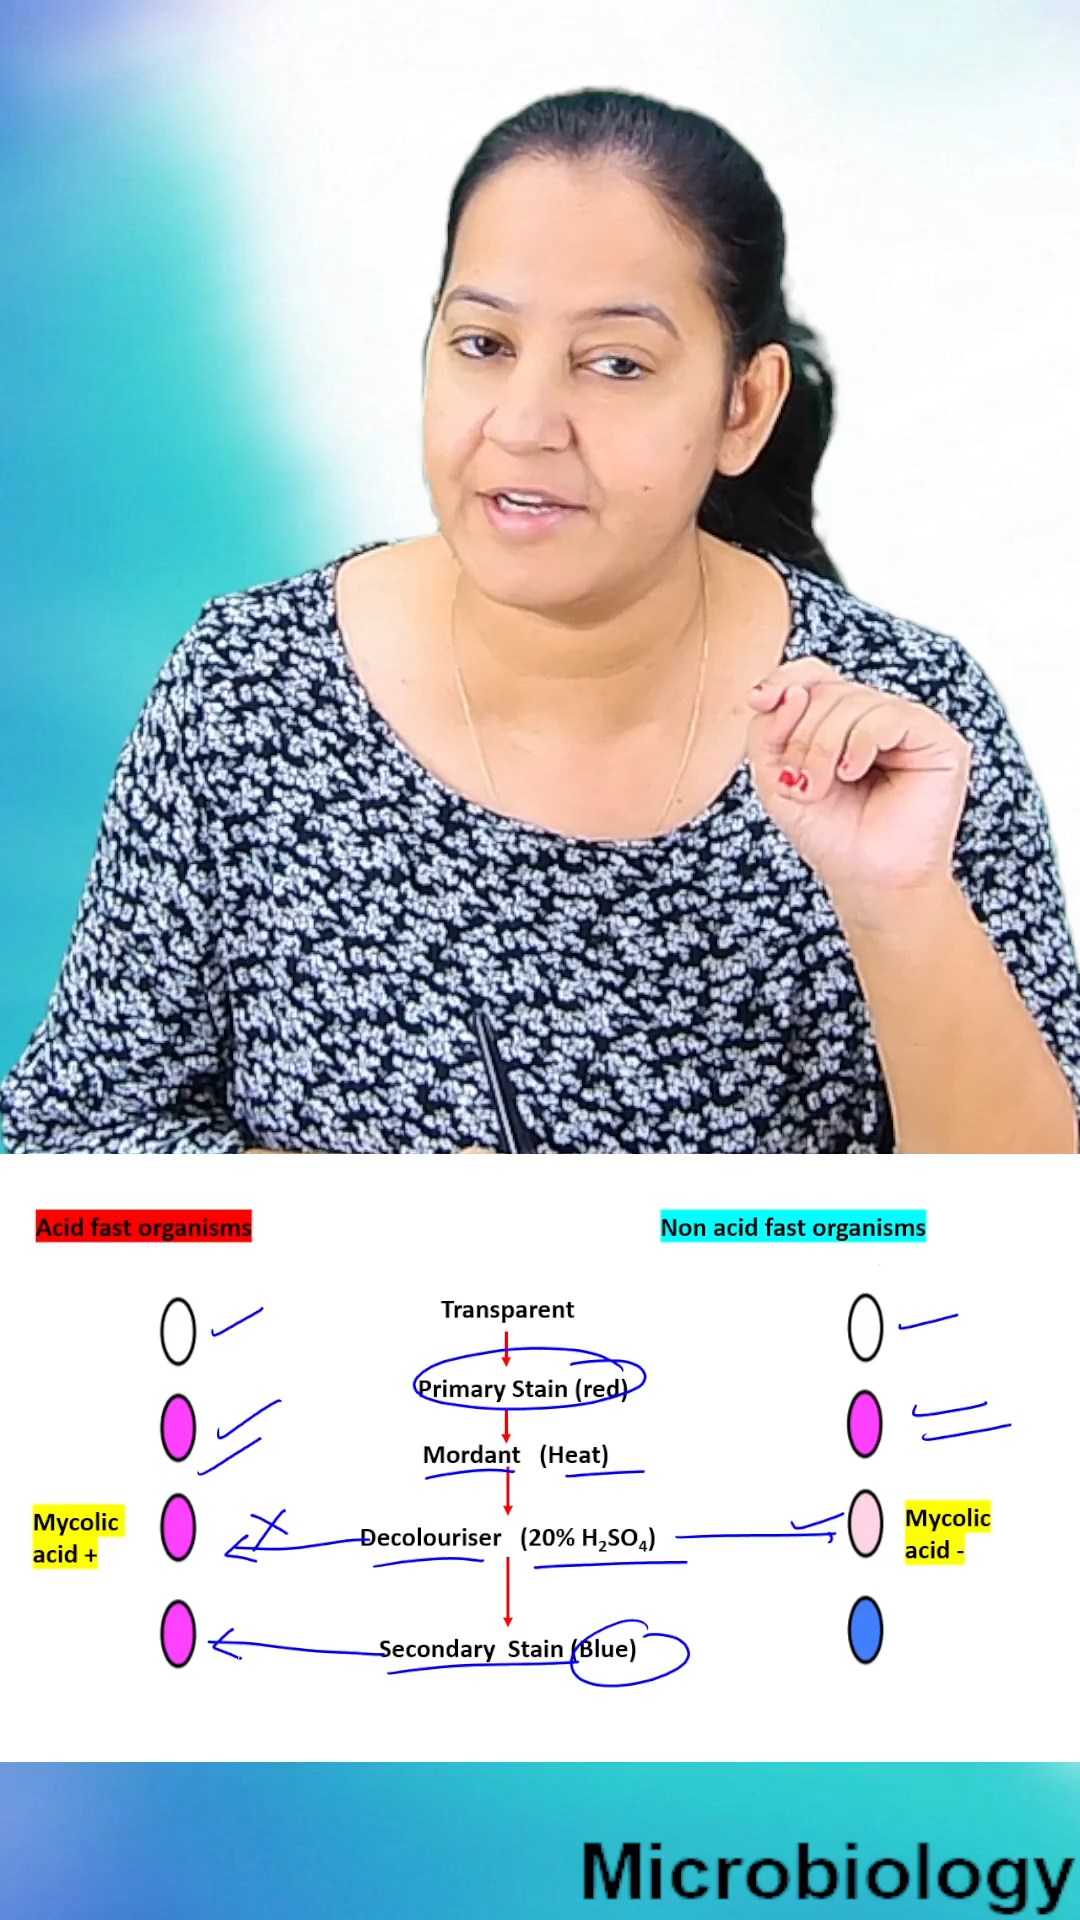 Acid fast organisms
Non acid fast organisms
Transparent
Primary Stain (red)
Mordant (Heat)
Mycolic acid +
Decolouriser (20% H₂SO₄)
Mycolic acid -
Secondary Stain (Blue)
Microbiology